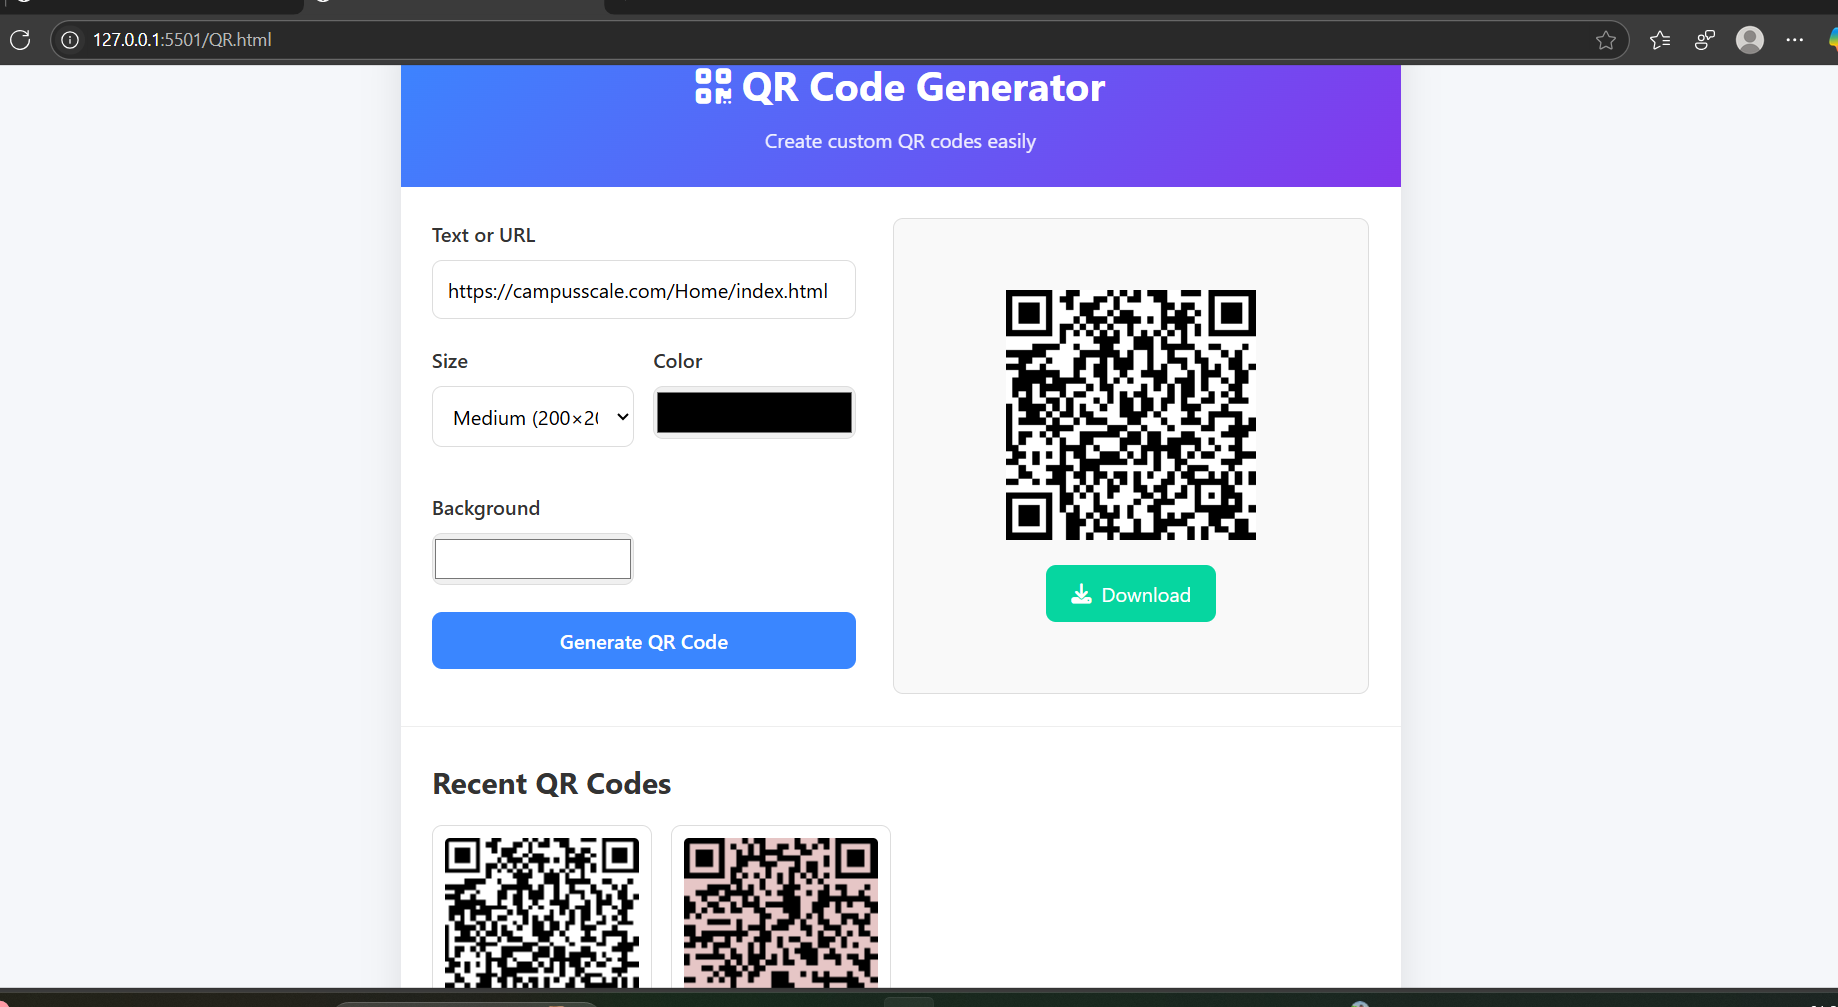 127.0.0.1:5501/QR.html
QR Code Generator
Create custom QR codes easily
Text or URL
https://campusscale.com/Home/index.html
Size
Color
Medium (200×20
Background
Generate QR Code
Download
Recent QR Codes